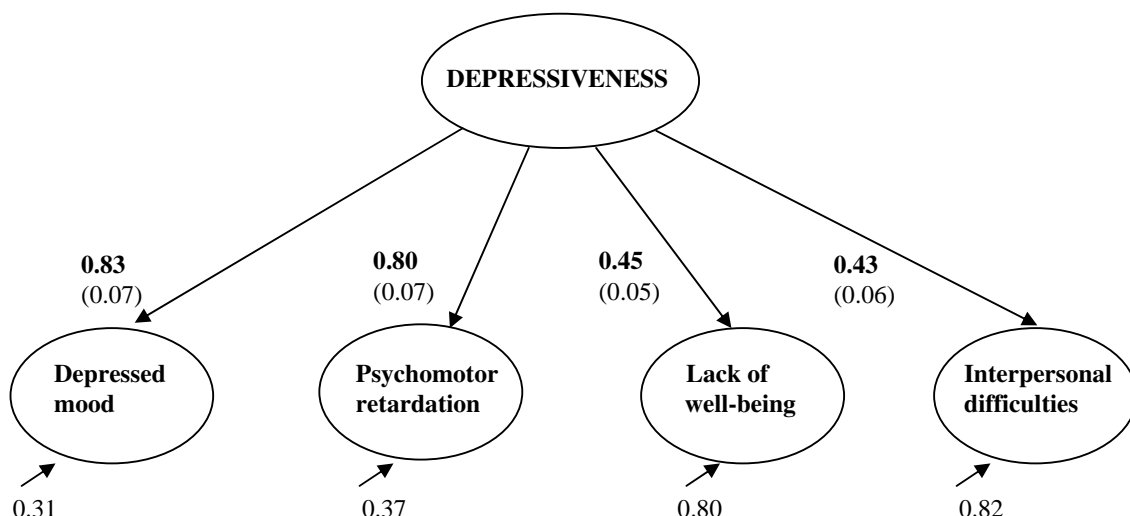 DEPRESSIVENESS
0.83
(0.07)
0.80
(0.07)
0.45
(0.05)
0.43
(0.06)
Depressed
mood
Psychomotor
retardation
Lack of
well-being
Interpersonal
difficulties
0.31
0.37
0.80
0.82